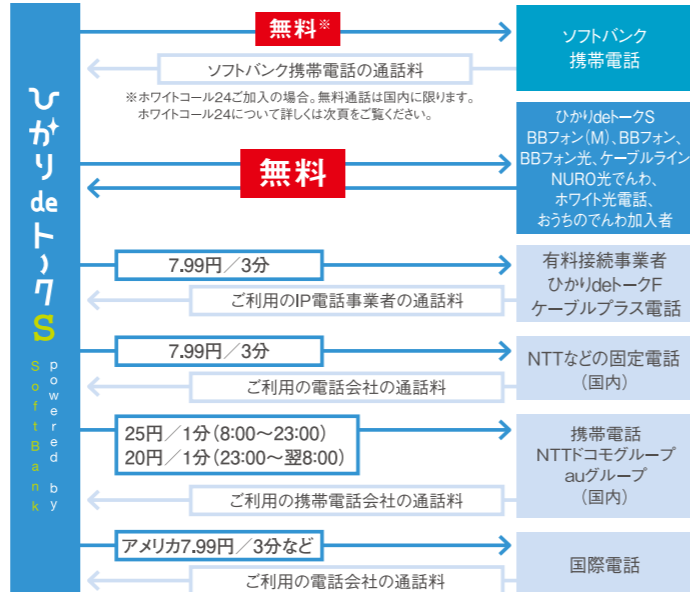 ひかりdeトークS
powered by
SoftBank
無料※
ソフトバンク携帯電話の通話料
※ホワイトコール24ご加入の場合。無料通話は国内に限ります。
ホワイトコール24について詳しくは次頁をご覧ください。
ソフトバンク
携帯電話
無料
ひかりdeトークS
BBフォン(M)、BBフォン、
BBフォン光、ケーブルライン
NURO光でんわ、
ホワイト光電話、
おうちのでんわ加入者
7.99円／3分
ご利用のIP電話事業者の通話料
有料接続事業者
ひかりdeトークF
ケーブルプラス電話
7.99円／3分
ご利用の電話会社の通話料
NTTなどの固定電話
(国内)
25円／1分(8:00〜23:00)
20円／1分(23:00〜翌8:00)
ご利用の携帯電話会社の通話料
携帯電話
NTTドコモグループ
auグループ
(国内)
アメリカ7.99円／3分など
ご利用の電話会社の通話料
国際電話